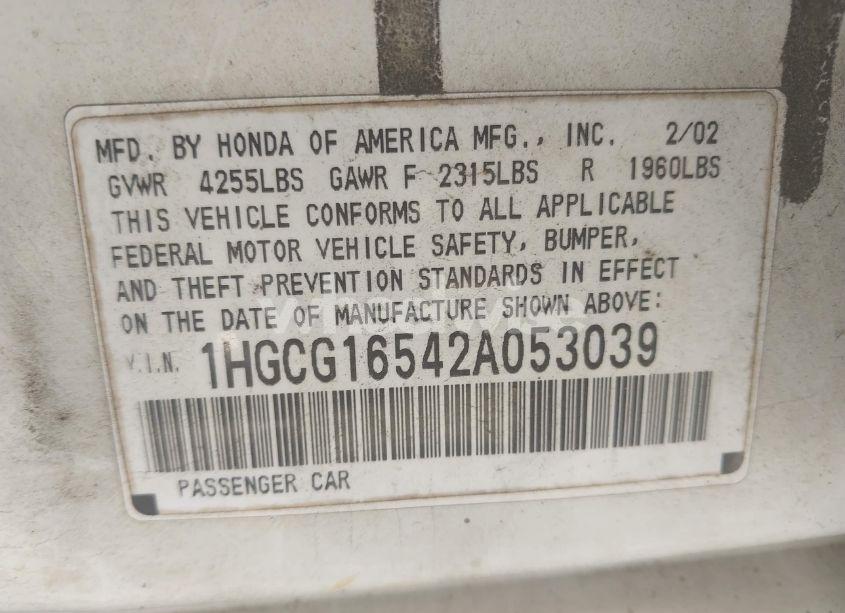 MFD. BY HONDA OF AMERICA MFG., INC. 2/02
GVWR 4255LBS GAWR F 2315LBS R 1960LBS
THIS VEHICLE CONFORMS TO ALL APPLICABLE
FEDERAL MOTOR VEHICLE SAFETY, BUMPER,
AND THEFT PREVENTION STANDARDS IN EFFECT
ON THE DATE OF MANUFACTURE SHOWN ABOVE:
V.I.N. 1HGCG16542A053039
PASSENGER CAR